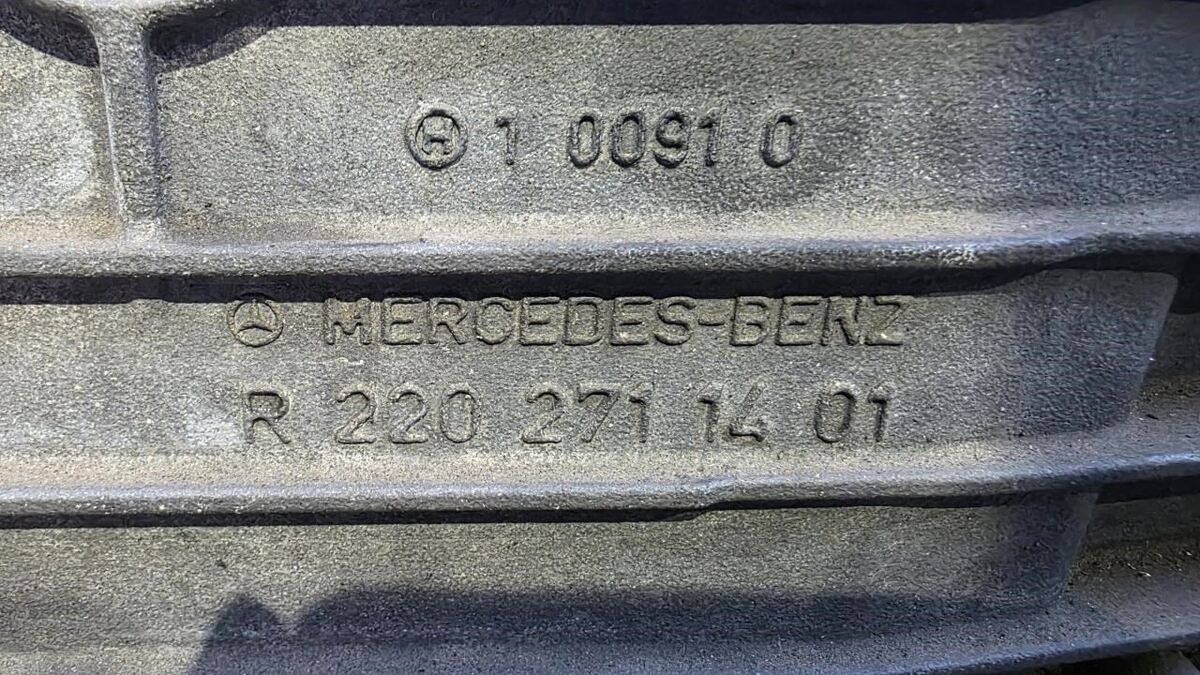 H 1 0091 0
MERCEDES-BENZ
R 220 271 14 01